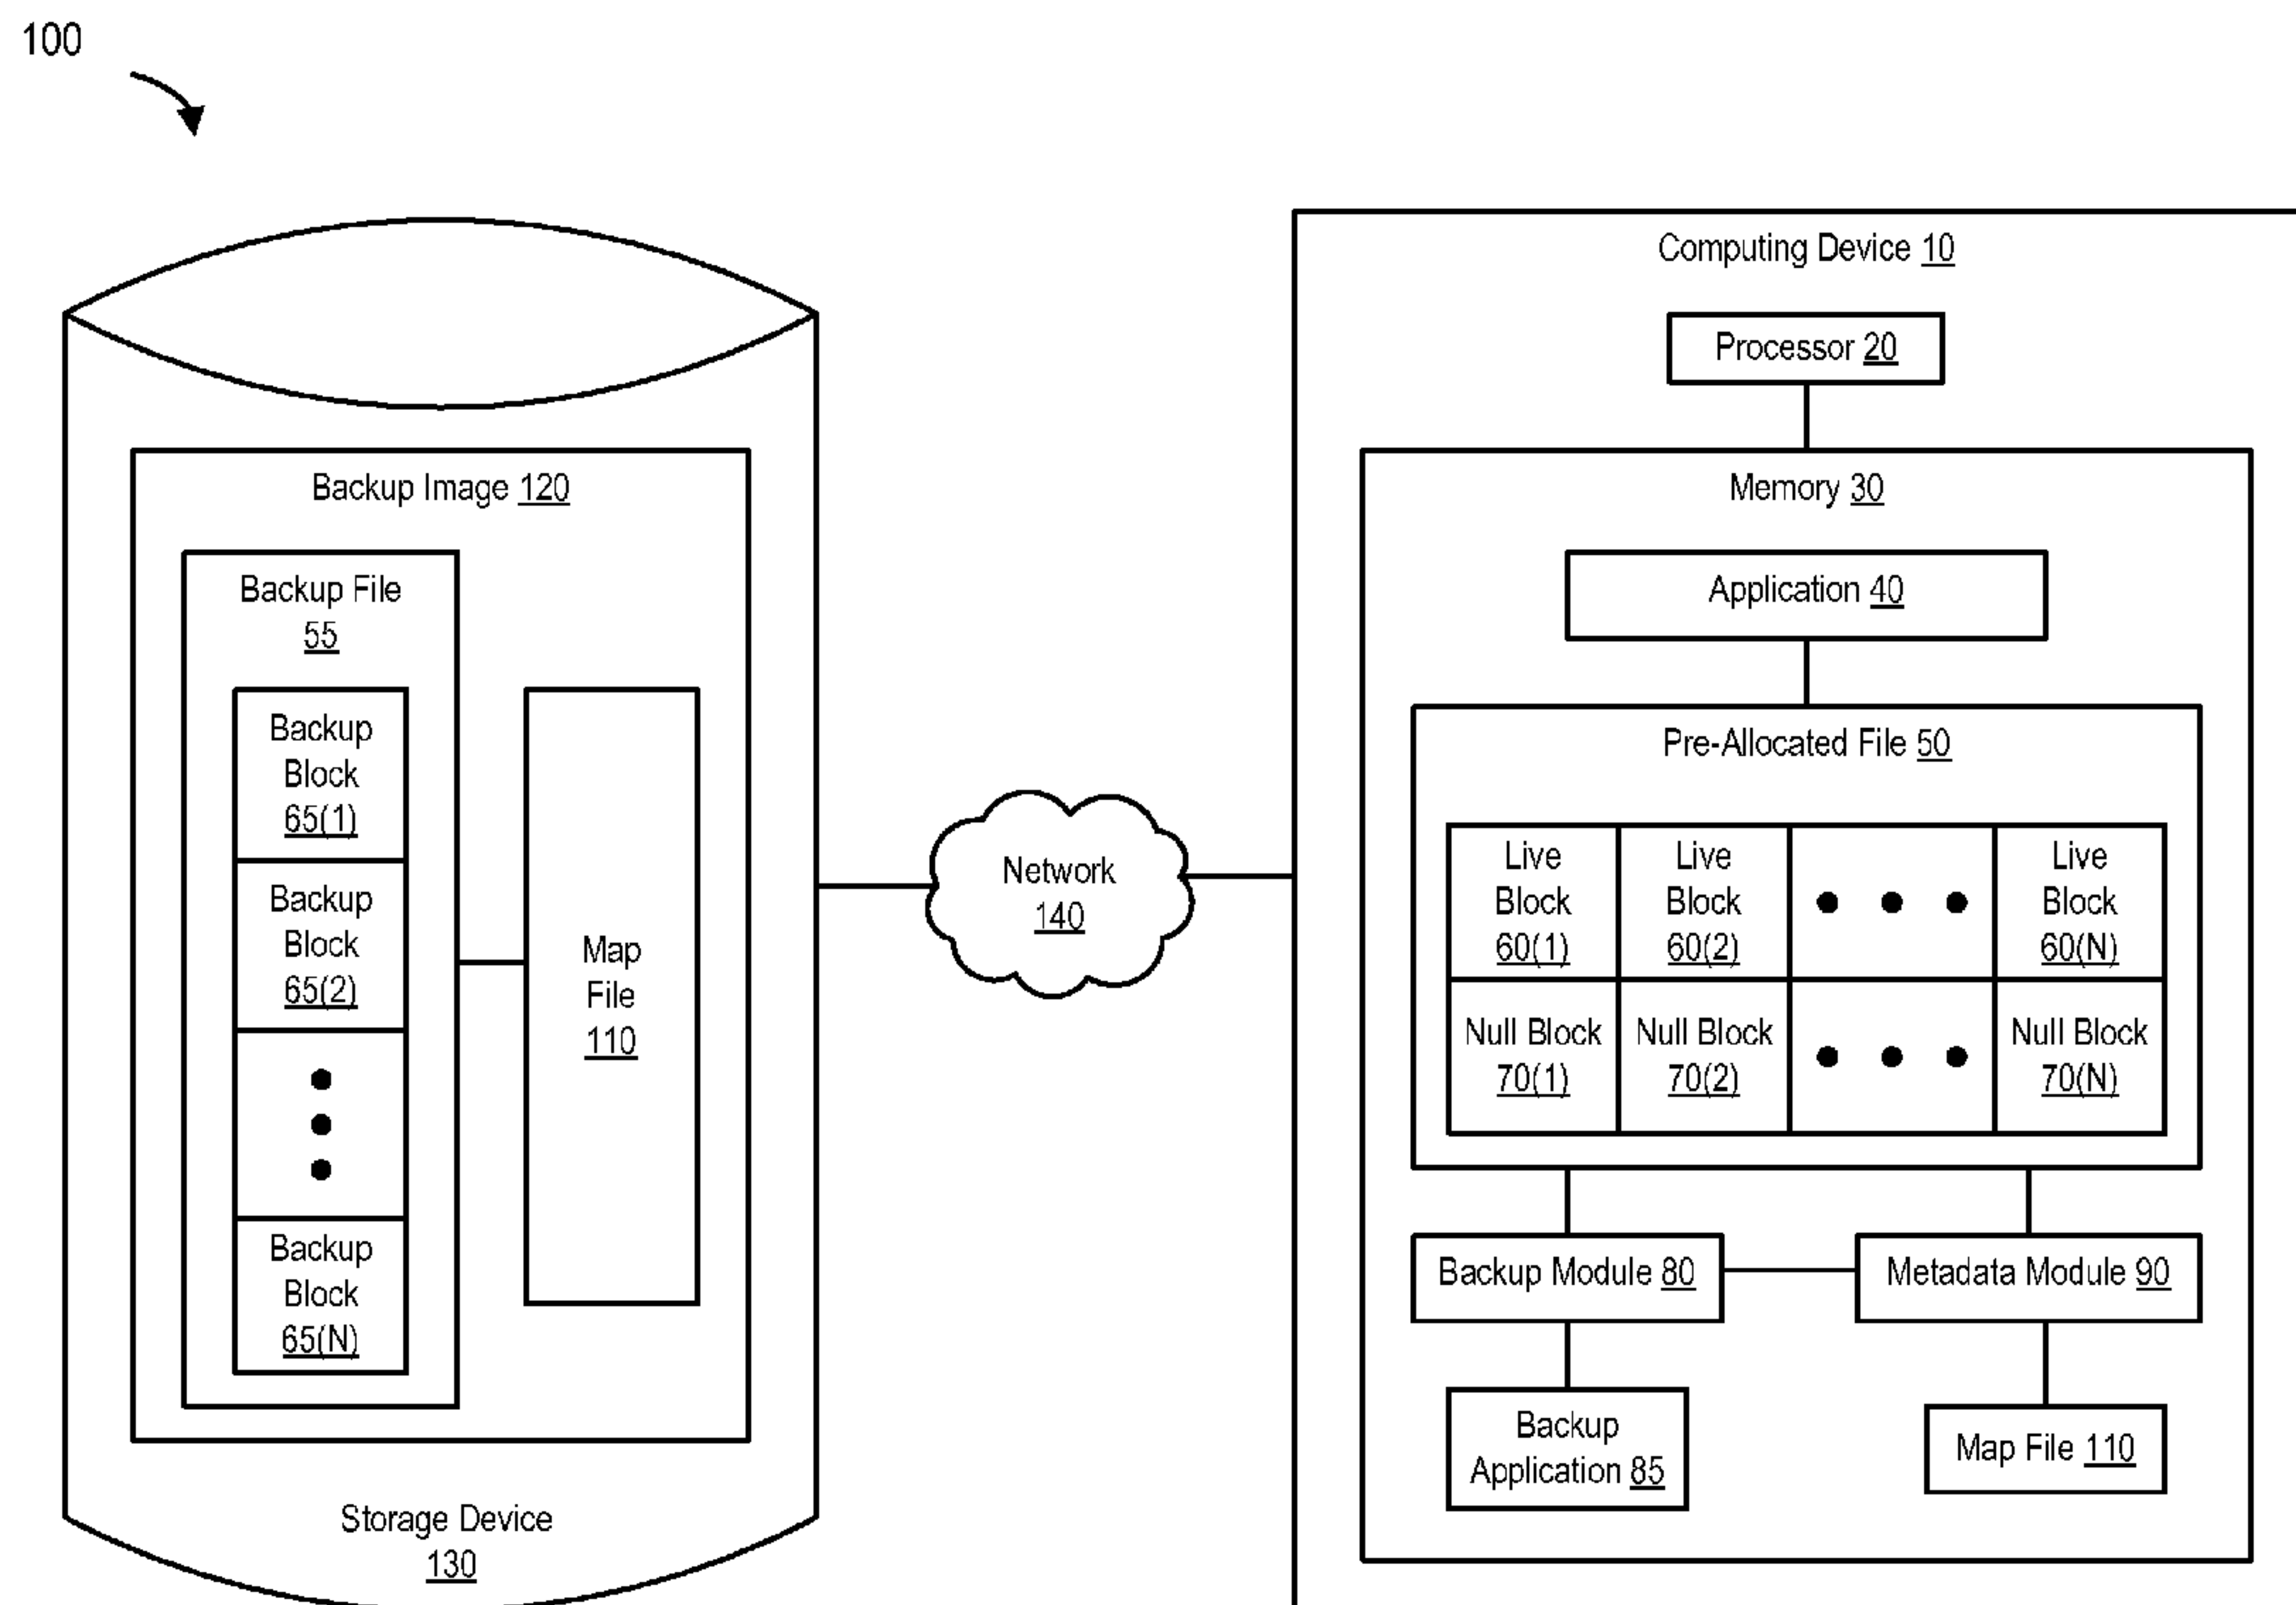 100
Backup Image 120
Backup File
55
Backup
Block
65(1)
Backup
Block
65(2)
Backup
Block
65(N)
Map
File
110
Storage Device
130
Network
140
Computing Device 10
Processor 20
Memory 30
Application 40
Pre-Allocated File 50
Live
Block
60(1)
Live
Block
60(2)
Live
Block
60(N)
Null Block
70(1)
Null Block
70(2)
Null Block
70(N)
Backup Module 80
Metadata Module 90
Backup
Application 85
Map File 110